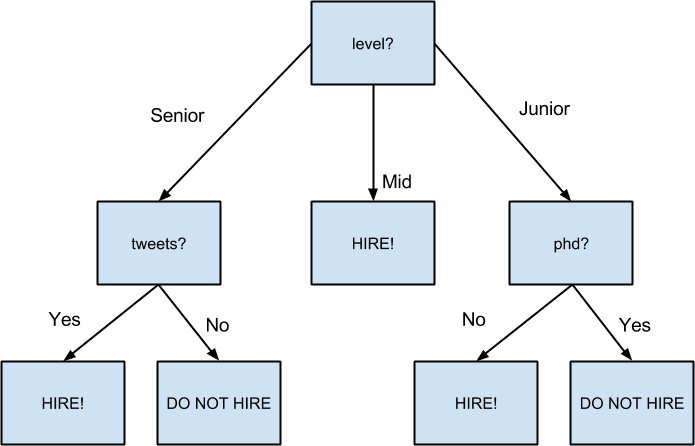 level?
Senior
Junior
Mid
tweets?
HIRE!
phd?
Yes
No
No
Yes
HIRE!
DO NOT HIRE
HIRE!
DO NOT HIRE